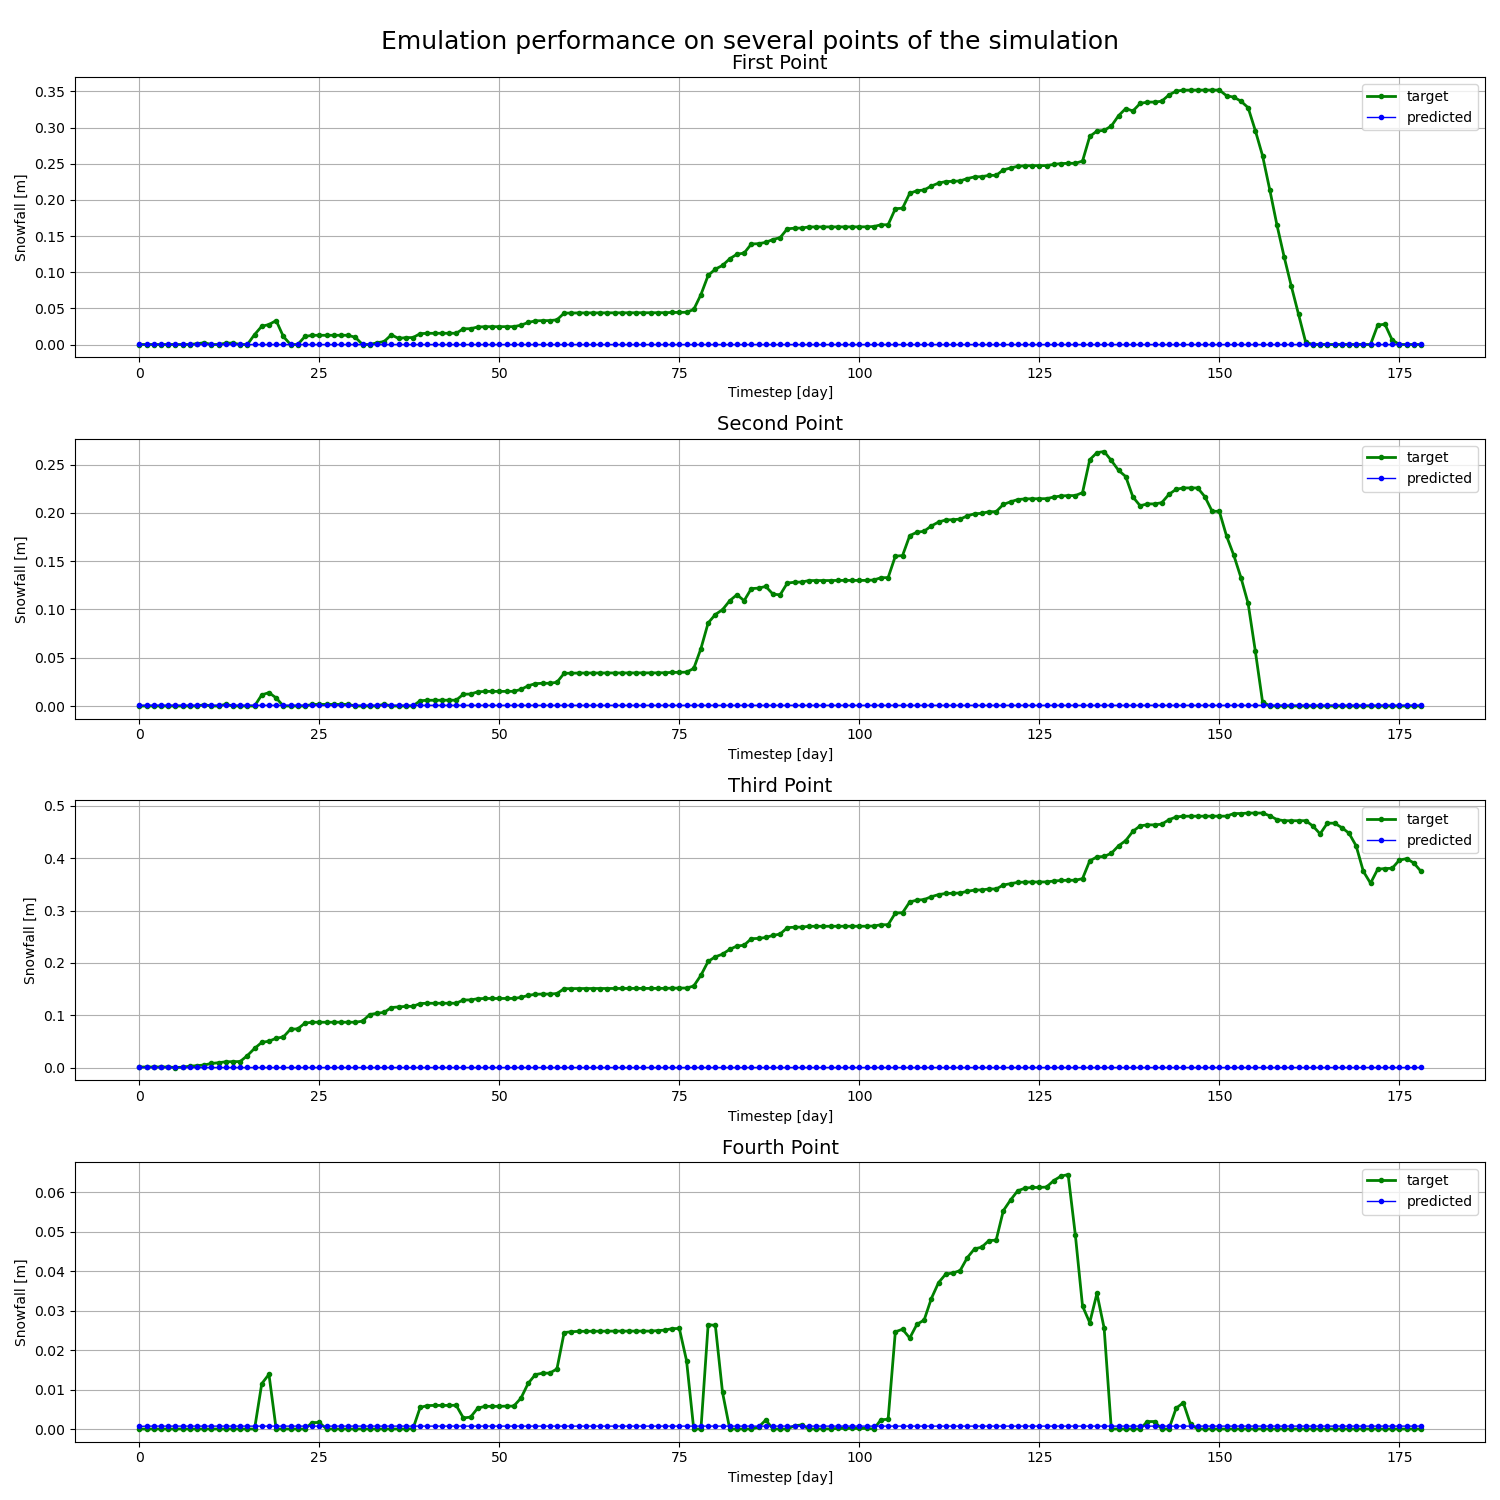 Emulation performance on several points of the simulation
First Point
0.35
0.30
0.25
0.20
0.15
0.10
0.05
0.00
Snowfall [m]
target
predicted
0 25 50 75 100 125 150 175
Timestep [day]
Second Point
0.25
0.20
0.15
0.10
0.05
0.00
Snowfall [m]
target
predicted
0 25 50 75 100 125 150 175
Timestep [day]
Third Point
0.5
0.4
0.3
0.2
0.1
0.0
Snowfall [m]
target
predicted
0 25 50 75 100 125 150 175
Timestep [day]
Fourth Point
0.06
0.05
0.04
0.03
0.02
0.01
0.00
Snowfall [m]
target
predicted
0 25 50 75 100 125 150 175
Timestep [day]